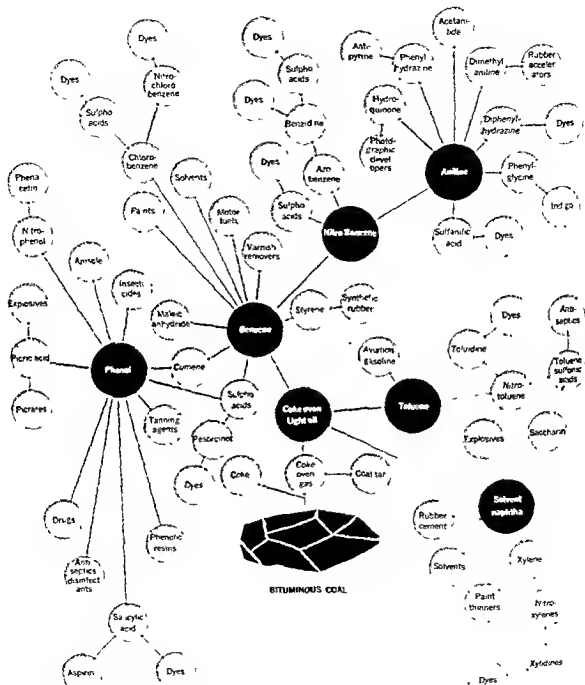 Acetani-
lide
Dyes
Dyes
Anti-
pyrine
Phenyl
hydrazine
Dimethyl
aniline
Rubber
acceler
ators
Dyes
Nitro-
chloro
benzene
Sulpho
acids
Hydro-
quinone
Sulpho
acids
Dyes
Benzidine
Diphenyl-
hydrazine
Dyes
Photo-
graphic
devel
opers
Chloro-
benzene
Solvents
Dyes
Azo
benzene
Aniline
Phenyl-
glycine
Phena
cetin
Paints
Motor
fuels
Sulpho
acids
Indigo
Nitro-
phenol
Nitro Benzene
Sulfanilic
acid
Dyes
Anisole
Varnish
removers
Insecti
cides
Explosives
Maleic
anhydride
Benzene
Styrene
Synthetic
rubber
Dyes
Anti-
septics
Aviation
gasoline
Toluidine
Picric acid
Phenol
Cumene
Toluene
sulfonic
acids
Nitro-
toluene
Picrates
Tanning
agents
Sulpho
acids
Coke oven
Light oil
Toluene
Explosives
Saccharin
Resorcinol
Dyes
Coke
Coke
oven
gas
Coal tar
Solvent
naphtha
Drugs
Phenolic
resins
Rubber
cement
Anti
septics
disinfect
ants
Solvents
Xylene
BITUMINOUS COAL
Paint
thinners
Nitro-
xylenes
Salicylic
acid
Aspirin
Dyes
Xylidines
Dyes